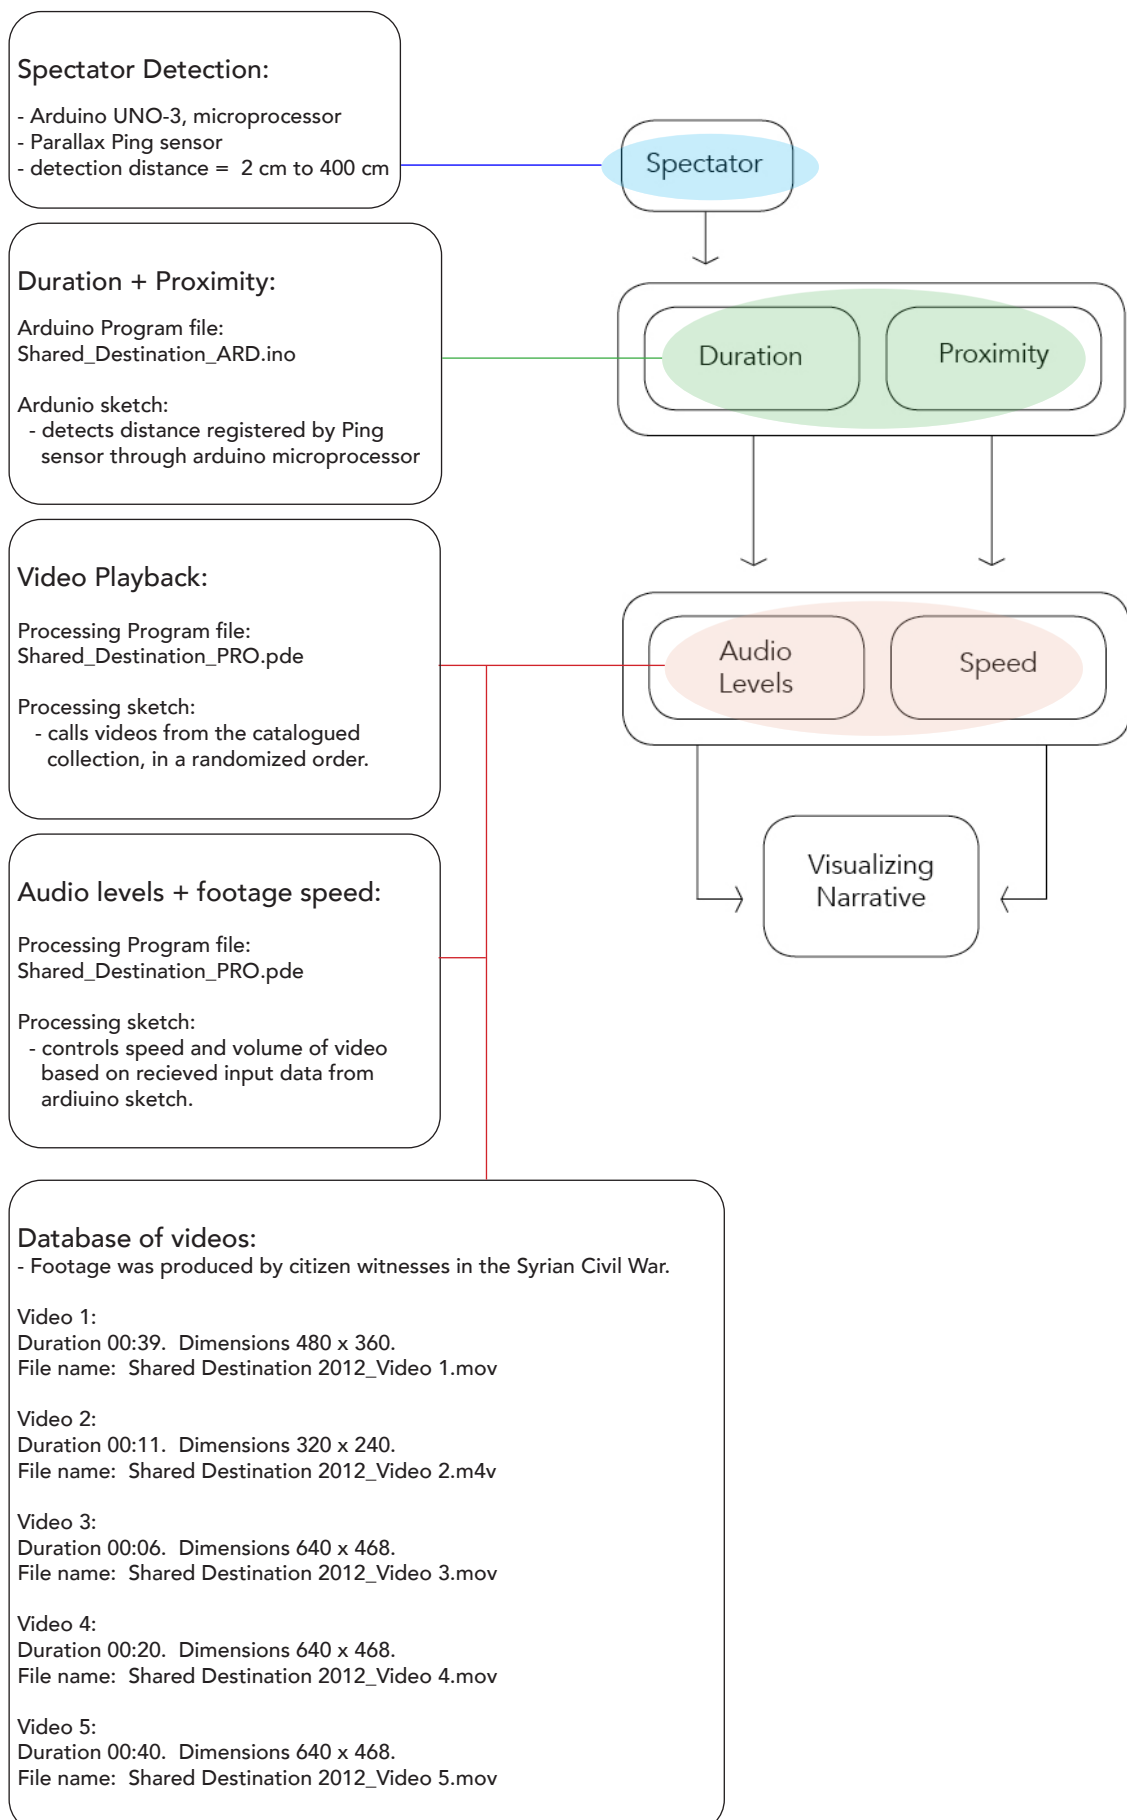 Spectator Detection:
- Arduino UNO-3, microprocessor
- Parallax Ping sensor
- detection distance =  2 cm to 400 cm
Spectator
Duration + Proximity:
Arduino Program file:
Shared_Destination_ARD.ino
Ardunio sketch:
- detects distance registered by Ping
sensor through arduino microprocessor
Duration
Proximity
Video Playback:
Processing Program file:
Shared_Destination_PRO.pde
Processing sketch:
- calls videos from the catalogued
collection, in a randomized order.
Audio
Levels
Speed
Audio levels + footage speed:
Processing Program file:
Shared_Destination_PRO.pde
Processing sketch:
- controls speed and volume of video
based on recieved input data from
ardiuino sketch.
Visualizing
Narrative
Database of videos:
- Footage was produced by citizen witnesses in the Syrian Civil War.
Video 1:
Duration 00:39.  Dimensions 480 x 360.
File name:  Shared Destination 2012_Video 1.mov
Video 2:
Duration 00:11.  Dimensions 320 x 240.
File name:  Shared Destination 2012_Video 2.m4v
Video 3:
Duration 00:06.  Dimensions 640 x 468.
File name:  Shared Destination 2012_Video 3.mov
Video 4:
Duration 00:20.  Dimensions 640 x 468.
File name:  Shared Destination 2012_Video 4.mov
Video 5:
Duration 00:40.  Dimensions 640 x 468.
File name:  Shared Destination 2012_Video 5.mov